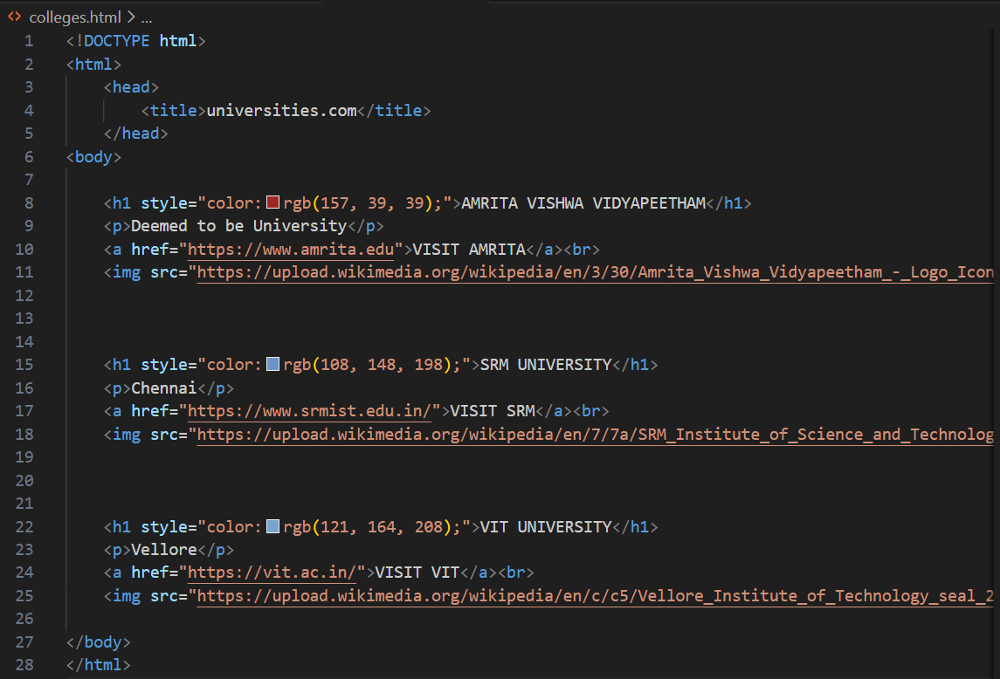 <> colleges.html > ...
1 <!DOCTYPE html>
2 <html>
3     <head>
4         <title>universities.com</title>
5     </head>
6 <body>
7
8     <h1 style="color: rgb(157, 39, 39);">AMRITA VISHWA VIDYAPEETHAM</h1>
9     <p>Deemed to be University</p>
10     <a href="https://www.amrita.edu">VISIT AMRITA</a><br>
11     <img src="https://upload.wikimedia.org/wikipedia/en/3/30/Amrita_Vishwa_Vidyapeetham_-_Logo_Icon
12
13
14
15     <h1 style="color: rgb(108, 148, 198);">SRM UNIVERSITY</h1>
16     <p>Chennai</p>
17     <a href="https://www.srmist.edu.in/">VISIT SRM</a><br>
18     <img src="https://upload.wikimedia.org/wikipedia/en/7/7a/SRM_Institute_of_Science_and_Technolog
19
20
21
22     <h1 style="color: rgb(121, 164, 208);">VIT UNIVERSITY</h1>
23     <p>Vellore</p>
24     <a href="https://vit.ac.in/">VISIT VIT</a><br>
25     <img src="https://upload.wikimedia.org/wikipedia/en/c/c5/Vellore_Institute_of_Technology_seal_2
26
27 </body>
28 </html>